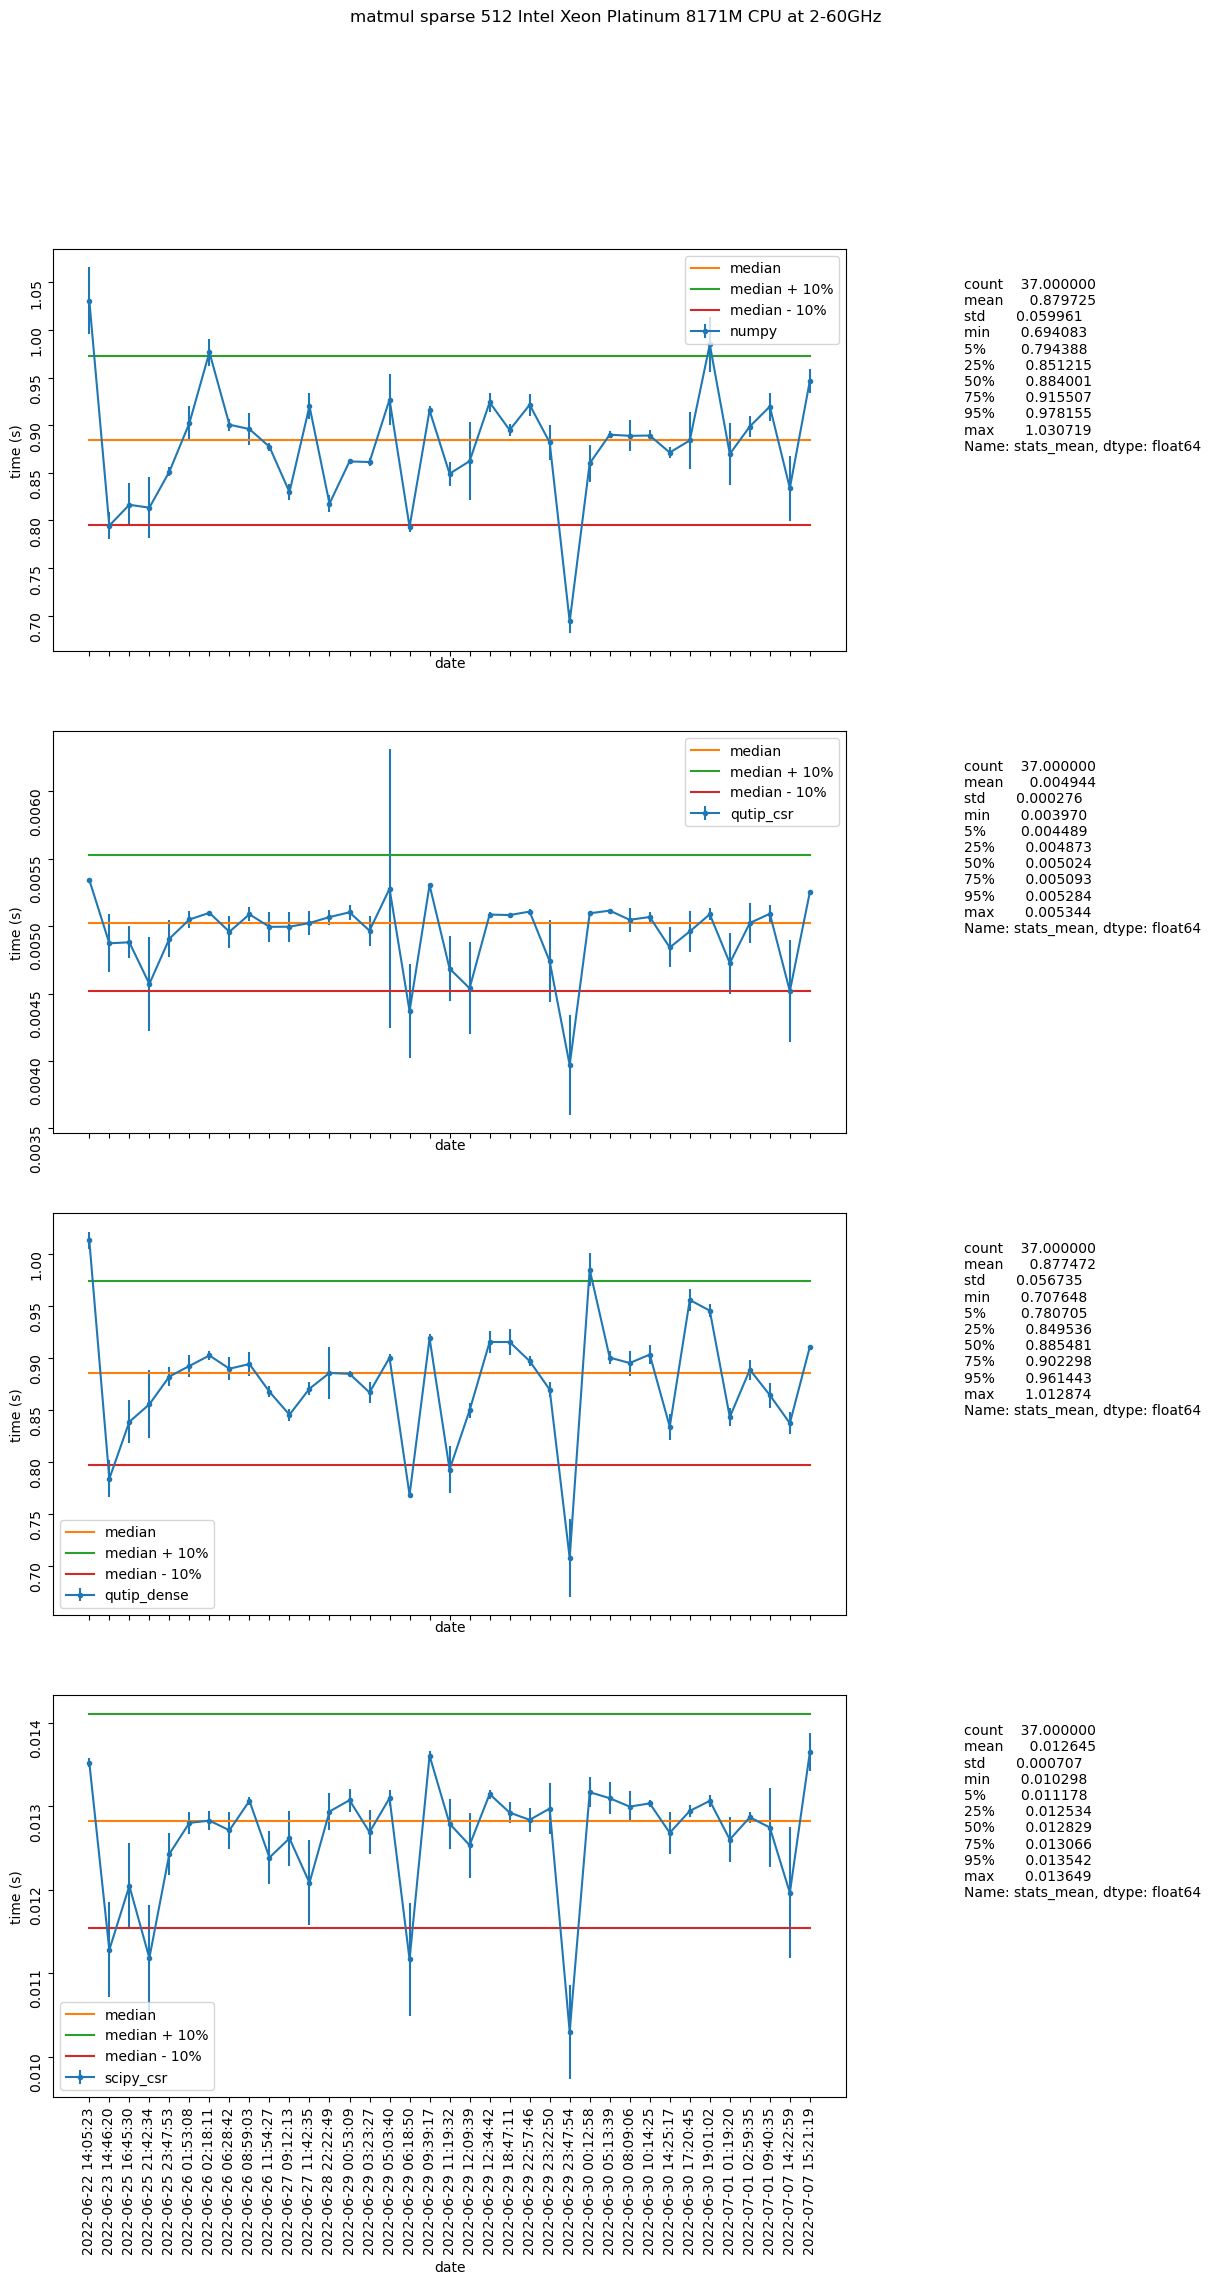 matmul sparse 512 Intel Xeon Platinum 8171M CPU at 2-60GHz
1.05
1.00
0.95
0.90
0.85
0.80
0.75
0.70
time (s)
date
median
median + 10%
median - 10%
numpy
count 37.000000
mean 0.879725
std 0.059961
min 0.694083
5% 0.794388
25% 0.851215
50% 0.884001
75% 0.915507
95% 0.978155
max 1.030719
Name: stats_mean, dtype: float64
0.0060
0.0055
0.0050
0.0045
0.0040
0.0035
time (s)
date
median
median + 10%
median - 10%
qutip_csr
count 37.000000
mean 0.004944
std 0.000276
min 0.003970
5% 0.004489
25% 0.004873
50% 0.005024
75% 0.005093
95% 0.005284
max 0.005344
Name: stats_mean, dtype: float64
1.00
0.95
0.90
0.85
0.80
0.75
0.70
time (s)
date
median
median + 10%
median - 10%
qutip_dense
count 37.000000
mean 0.877472
std 0.056735
min 0.707648
5% 0.780705
25% 0.849536
50% 0.885481
75% 0.902298
95% 0.961443
max 1.012874
Name: stats_mean, dtype: float64
0.014
0.013
0.012
0.011
0.010
time (s)
median
median + 10%
median - 10%
scipy_csr
count 37.000000
mean 0.012645
std 0.000707
min 0.010298
5% 0.011178
25% 0.012534
50% 0.012829
75% 0.013066
95% 0.013542
max 0.013649
Name: stats_mean, dtype: float64
2022-06-22 14:05:23
2022-06-23 14:46:20
2022-06-25 16:45:30
2022-06-25 21:42:34
2022-06-25 23:47:53
2022-06-26 01:53:08
2022-06-26 02:18:11
2022-06-26 06:28:42
2022-06-26 08:59:03
2022-06-26 11:54:27
2022-06-27 09:12:13
2022-06-27 11:42:35
2022-06-28 22:22:49
2022-06-29 00:53:09
2022-06-29 03:23:27
2022-06-29 05:03:40
2022-06-29 06:18:50
2022-06-29 09:39:17
2022-06-29 11:19:32
2022-06-29 12:09:39
2022-06-29 12:34:42
2022-06-29 18:47:11
2022-06-29 22:57:46
2022-06-29 23:22:50
2022-06-29 23:47:54
2022-06-30 00:12:58
2022-06-30 05:13:39
2022-06-30 08:09:06
2022-06-30 10:14:25
2022-06-30 14:25:17
2022-06-30 17:20:45
2022-06-30 19:01:02
2022-07-01 01:19:20
2022-07-01 02:59:35
2022-07-01 09:40:35
2022-07-07 14:22:59
2022-07-07 15:21:19
date